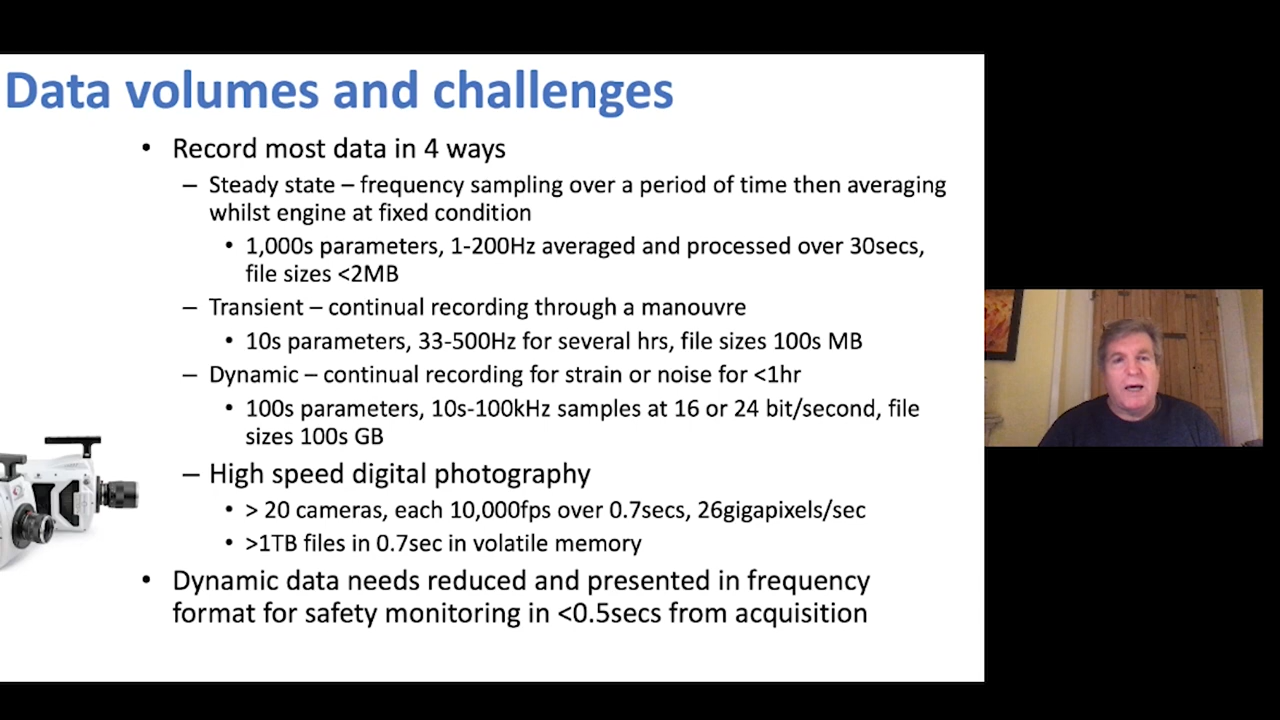 Data volumes and challenges
• Record most data in 4 ways
– Steady state – frequency sampling over a period of time then averaging
whilst engine at fixed condition
• 1,000s parameters, 1-200Hz averaged and processed over 30secs,
file sizes <2MB
– Transient – continual recording through a manouvre
• 10s parameters, 33-500Hz for several hrs, file sizes 100s MB
– Dynamic – continual recording for strain or noise for <1hr
• 100s parameters, 10s-100kHz samples at 16 or 24 bit/second, file
sizes 100s GB
– High speed digital photography
• > 20 cameras, each 10,000fps over 0.7secs, 26gigapixels/sec
• >1TB files in 0.7sec in volatile memory
• Dynamic data needs reduced and presented in frequency
format for safety monitoring in <0.5secs from acquisition